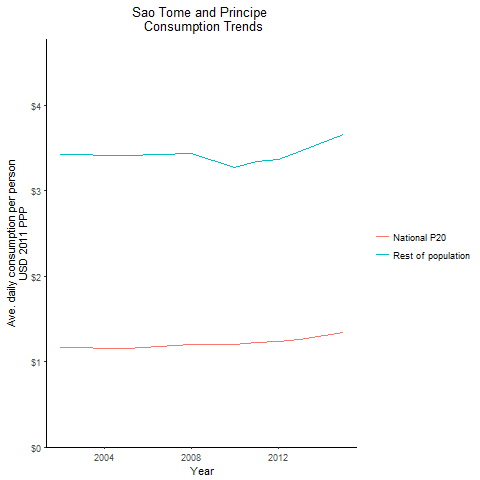 Sao Tome and Principe
Consumption Trends
Ave. daily consumption per person
USD 2011 PPP
$4
$3
$2
$1
$0
2004
2008
2012
Year
National P20
Rest of population